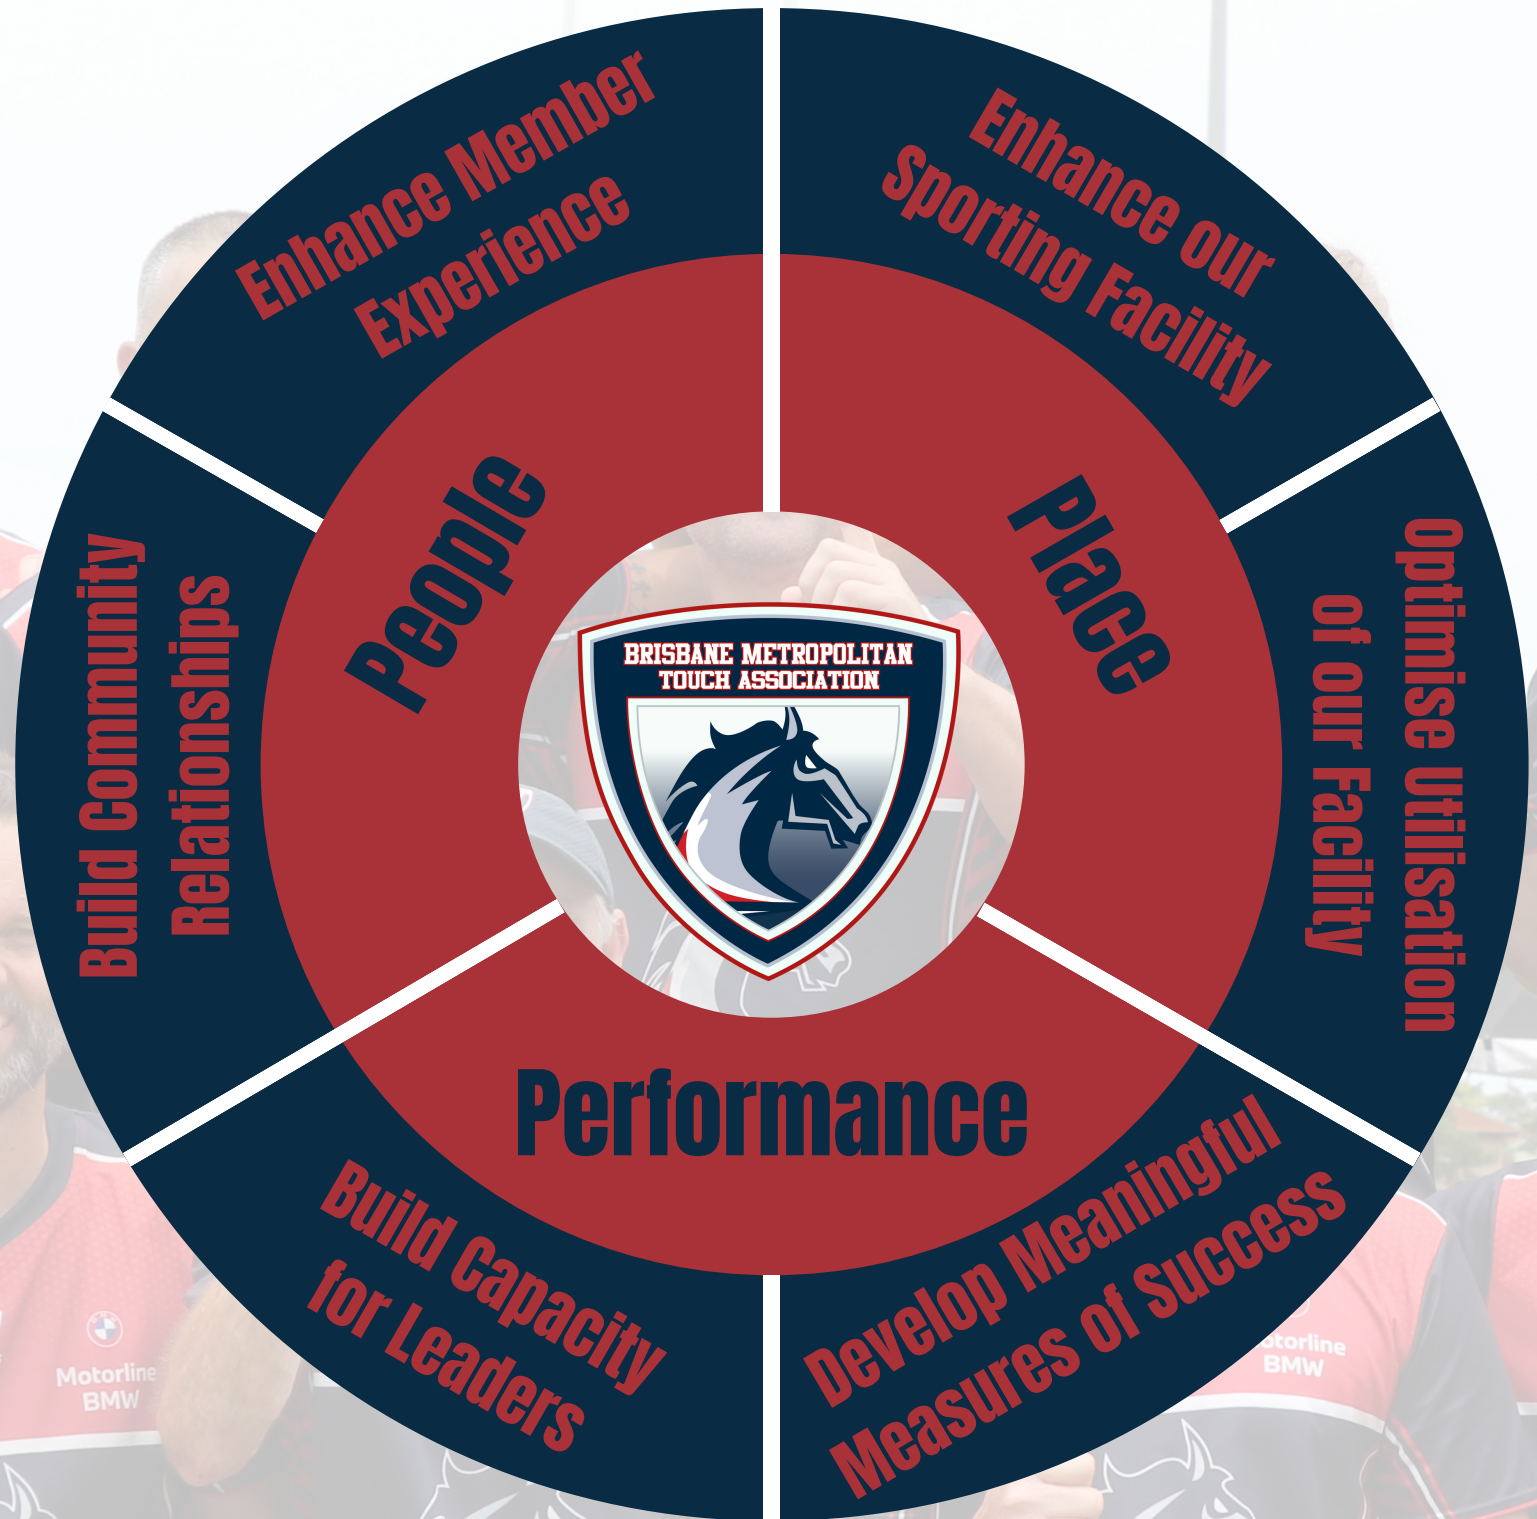 Enhance Member
Experience
Enhance our
Sporting Facility
People
Place
Build Community
Relationships
Optimise Utilisation
of our Facility
BRISBANE METROPOLITAN
TOUCH ASSOCIATION
Performance
Build Capacity
for Leaders
Develop Meaningful
Measures of Success
Motorline
BMW
otorline
BMW